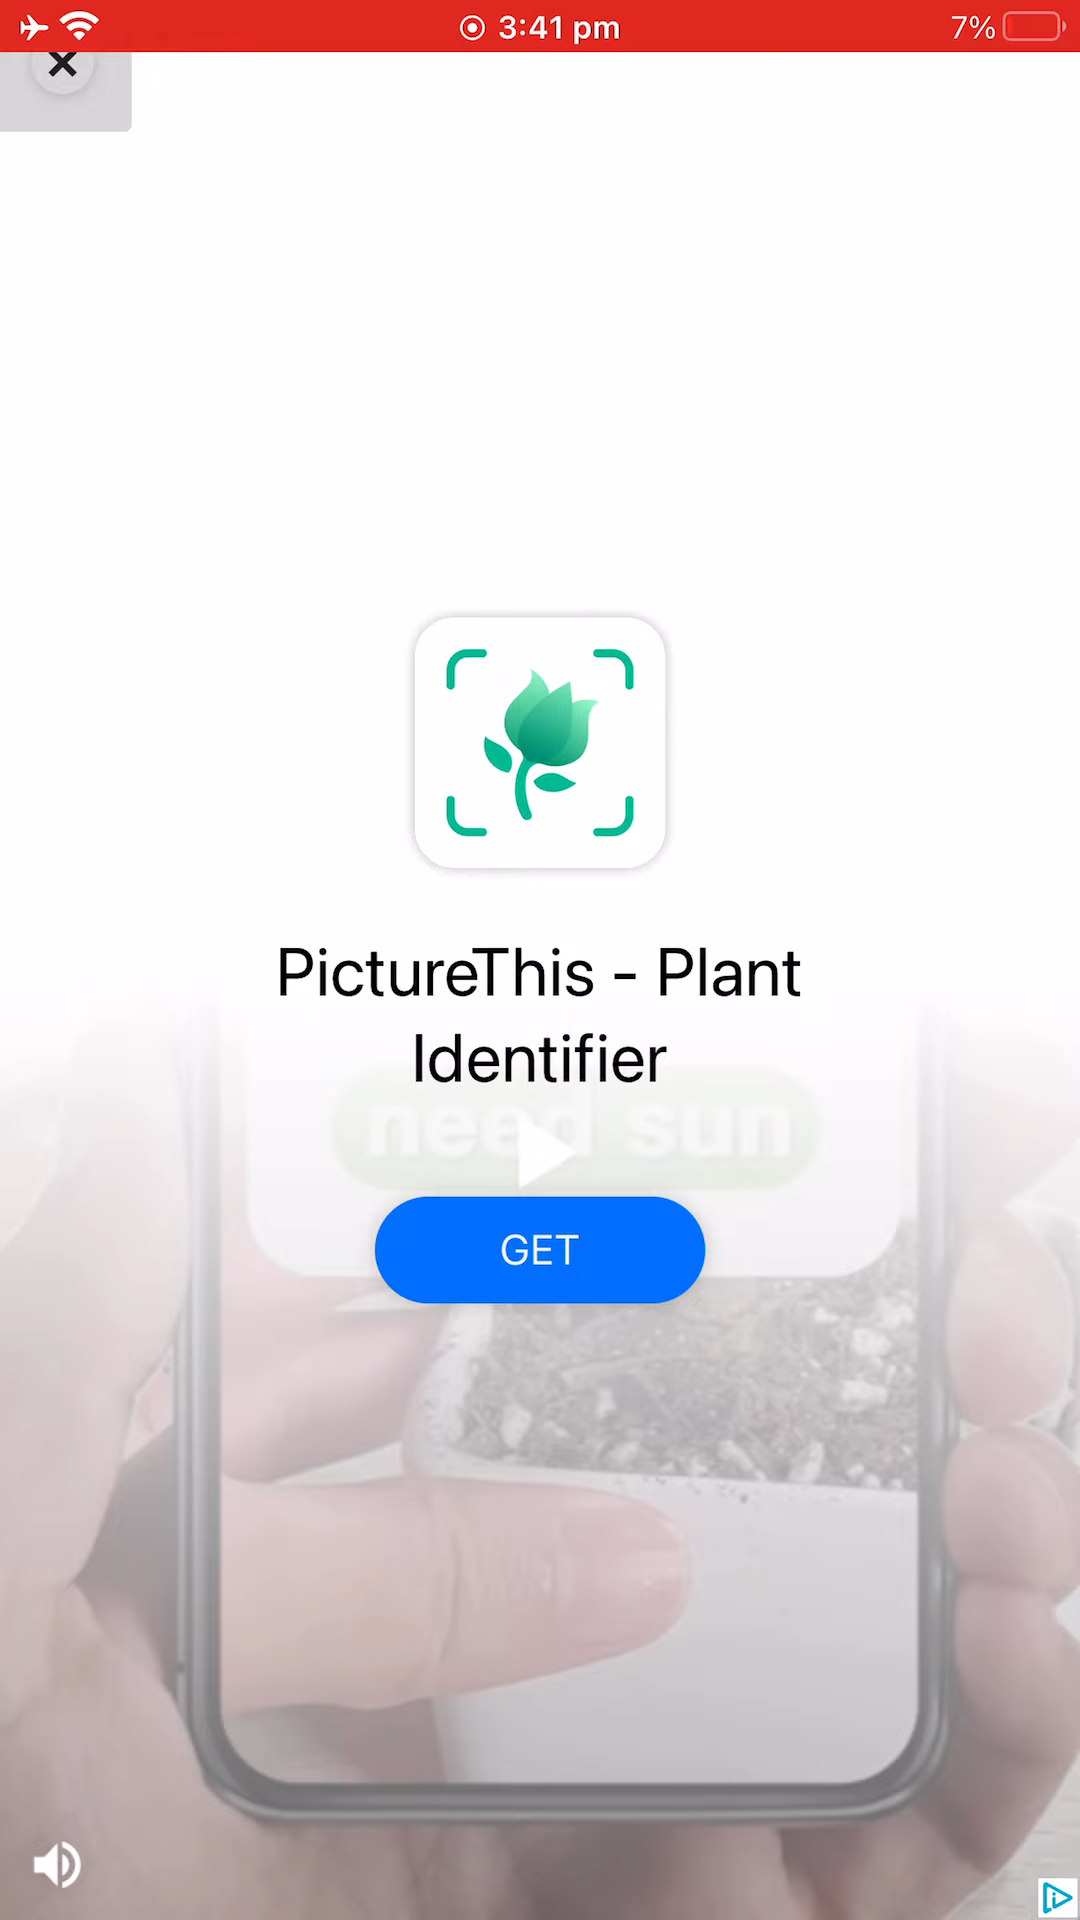 3:41 pm
7%
PictureThis - Plant
Identifier
need sun
GET